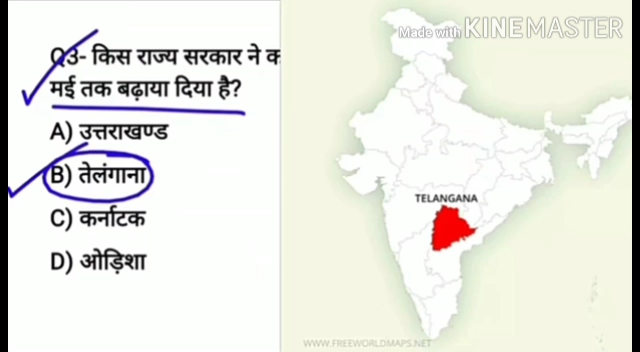 Q3- किस राज्य सरकार ने
मई तक बढ़ाया दिया है?
A) उत्तराखण्ड
B) तेलंगाना
C) कर्नाटक
D) ओड़िशा
Made with KINEMASTER
TELANGANA
WWW.FREEWORLDMAPS.NET